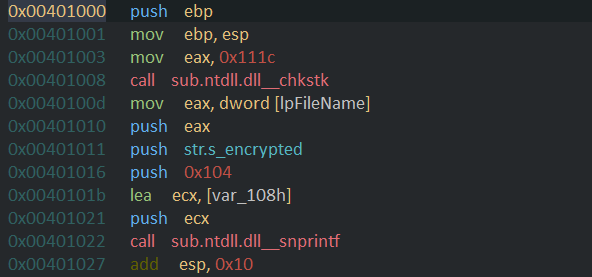 0x00401000 push ebp
0x00401001 mov ebp, esp
0x00401003 mov eax, 0x111c
0x00401008 call sub.ntdll.dll__chkstk
0x0040100d mov eax, dword [lpFileName]
0x00401010 push eax
0x00401011 push str.s_encrypted
0x00401016 push 0x104
0x0040101b lea ecx, [var_108h]
0x00401021 push ecx
0x00401022 call sub.ntdll.dll__snprintf
0x00401027 add esp, 0x10